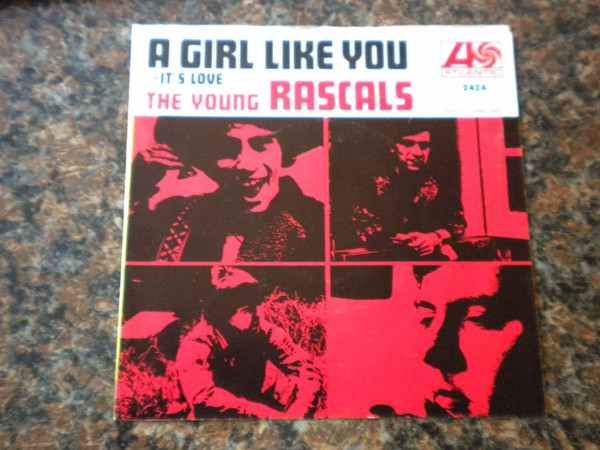 A GIRL LIKE YOU
- IT S LOVE
THE YOUNG RASCALS
ATLANTIC
2424